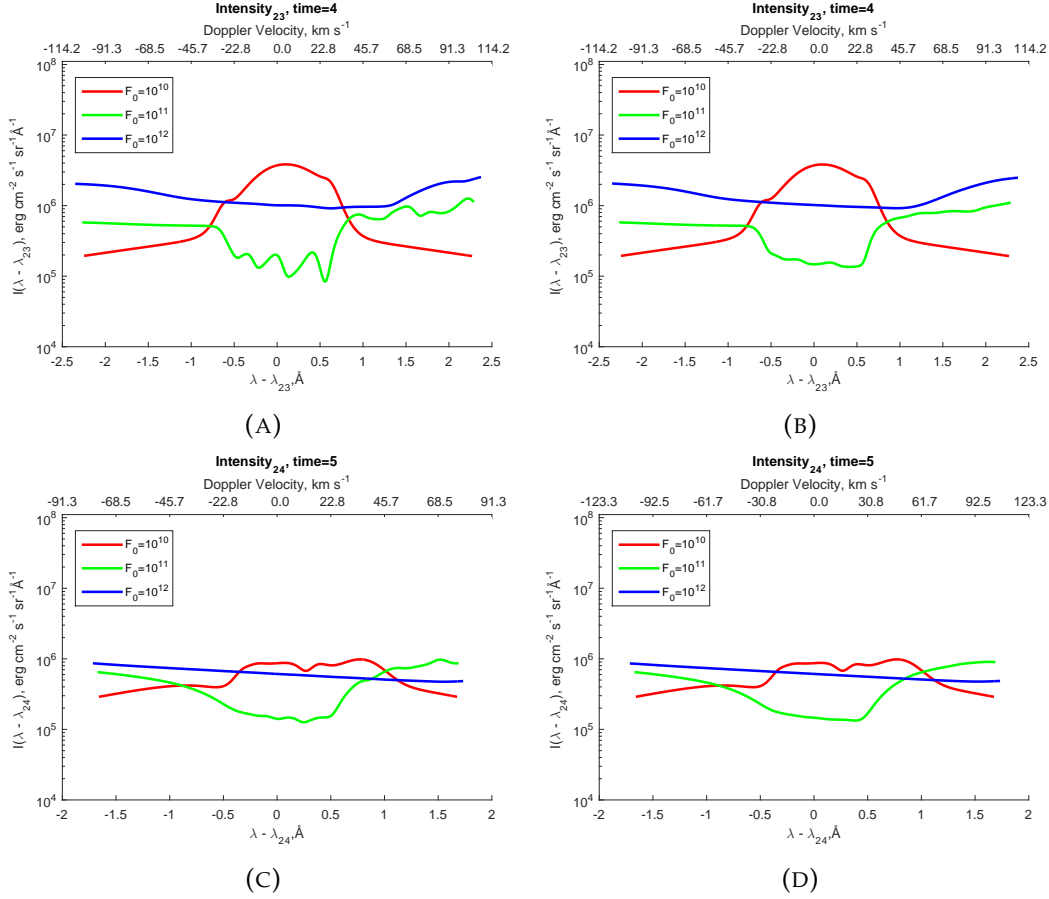 Intensity23, time=4
Doppler Velocity, km s-1
-114.2 -91.3 -68.5 -45.7 -22.8 0.0 22.8 45.7 68.5 91.3 114.2
108
107
106
105
104
I(λ - λ23), erg cm-2 s-1 sr-1Å-1
F0=1010
F0=1011
F0=1012
-2.5 -2 -1.5 -1 -0.5 0 0.5 1 1.5 2 2.5
λ - λ23,Å
(A)
Intensity23, time=4
Doppler Velocity, km s-1
-114.2 -91.3 -68.5 -45.7 -22.8 0.0 22.8 45.7 68.5 91.3 114.2
108
107
106
105
104
I(λ - λ23), erg cm-2 s-1 sr-1Å-1
F0=1010
F0=1011
F0=1012
-2.5 -2 -1.5 -1 -0.5 0 0.5 1 1.5 2 2.5
λ - λ23,Å
(B)
Intensity24, time=5
Doppler Velocity, km s-1
-91.3 -68.5 -45.7 -22.8 0.0 22.8 45.7 68.5 91.3
108
107
106
105
104
I(λ - λ24), erg cm-2 s-1 sr-1Å-1
F0=1010
F0=1011
F0=1012
-2 -1.5 -1 -0.5 0 0.5 1 1.5 2
λ - λ24,Å
(C)
Intensity24, time=5
Doppler Velocity, km s-1
-123.3 -92.5 -61.7 -30.8 0.0 30.8 61.7 92.5 123.3
108
107
106
105
104
I(λ - λ24), erg cm-2 s-1 sr-1Å-1
F0=1010
F0=1011
F0=1012
-2 -1.5 -1 -0.5 0 0.5 1 1.5 2
λ - λ24,Å
(D)